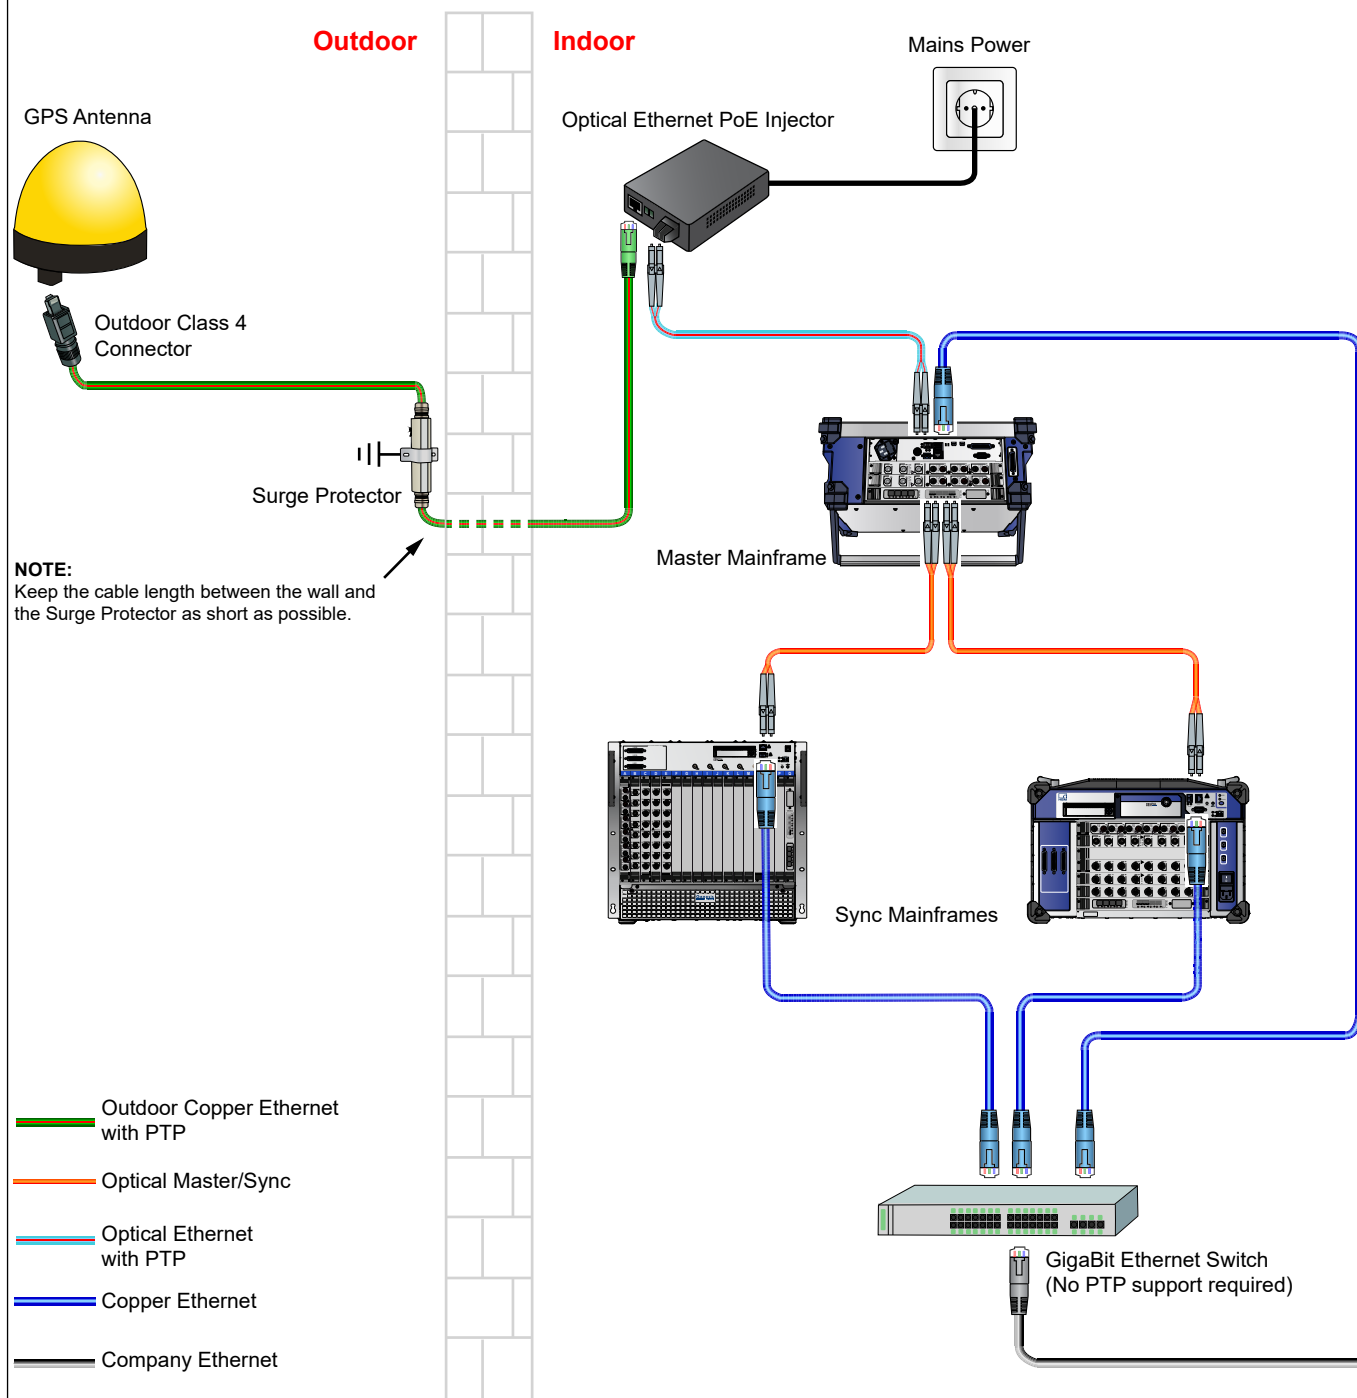 Outdoor
Indoor
Mains Power
GPS Antenna
Optical Ethernet PoE Injector
Outdoor Class 4
Connector
Surge Protector
Master Mainframe
NOTE:
Keep the cable length between the wall and
the Surge Protector as short as possible.
Sync Mainframes
Outdoor Copper Ethernet
with PTP
Optical Master/Sync
Optical Ethernet
with PTP
Copper Ethernet
Company Ethernet
GigaBit Ethernet Switch
(No PTP support required)